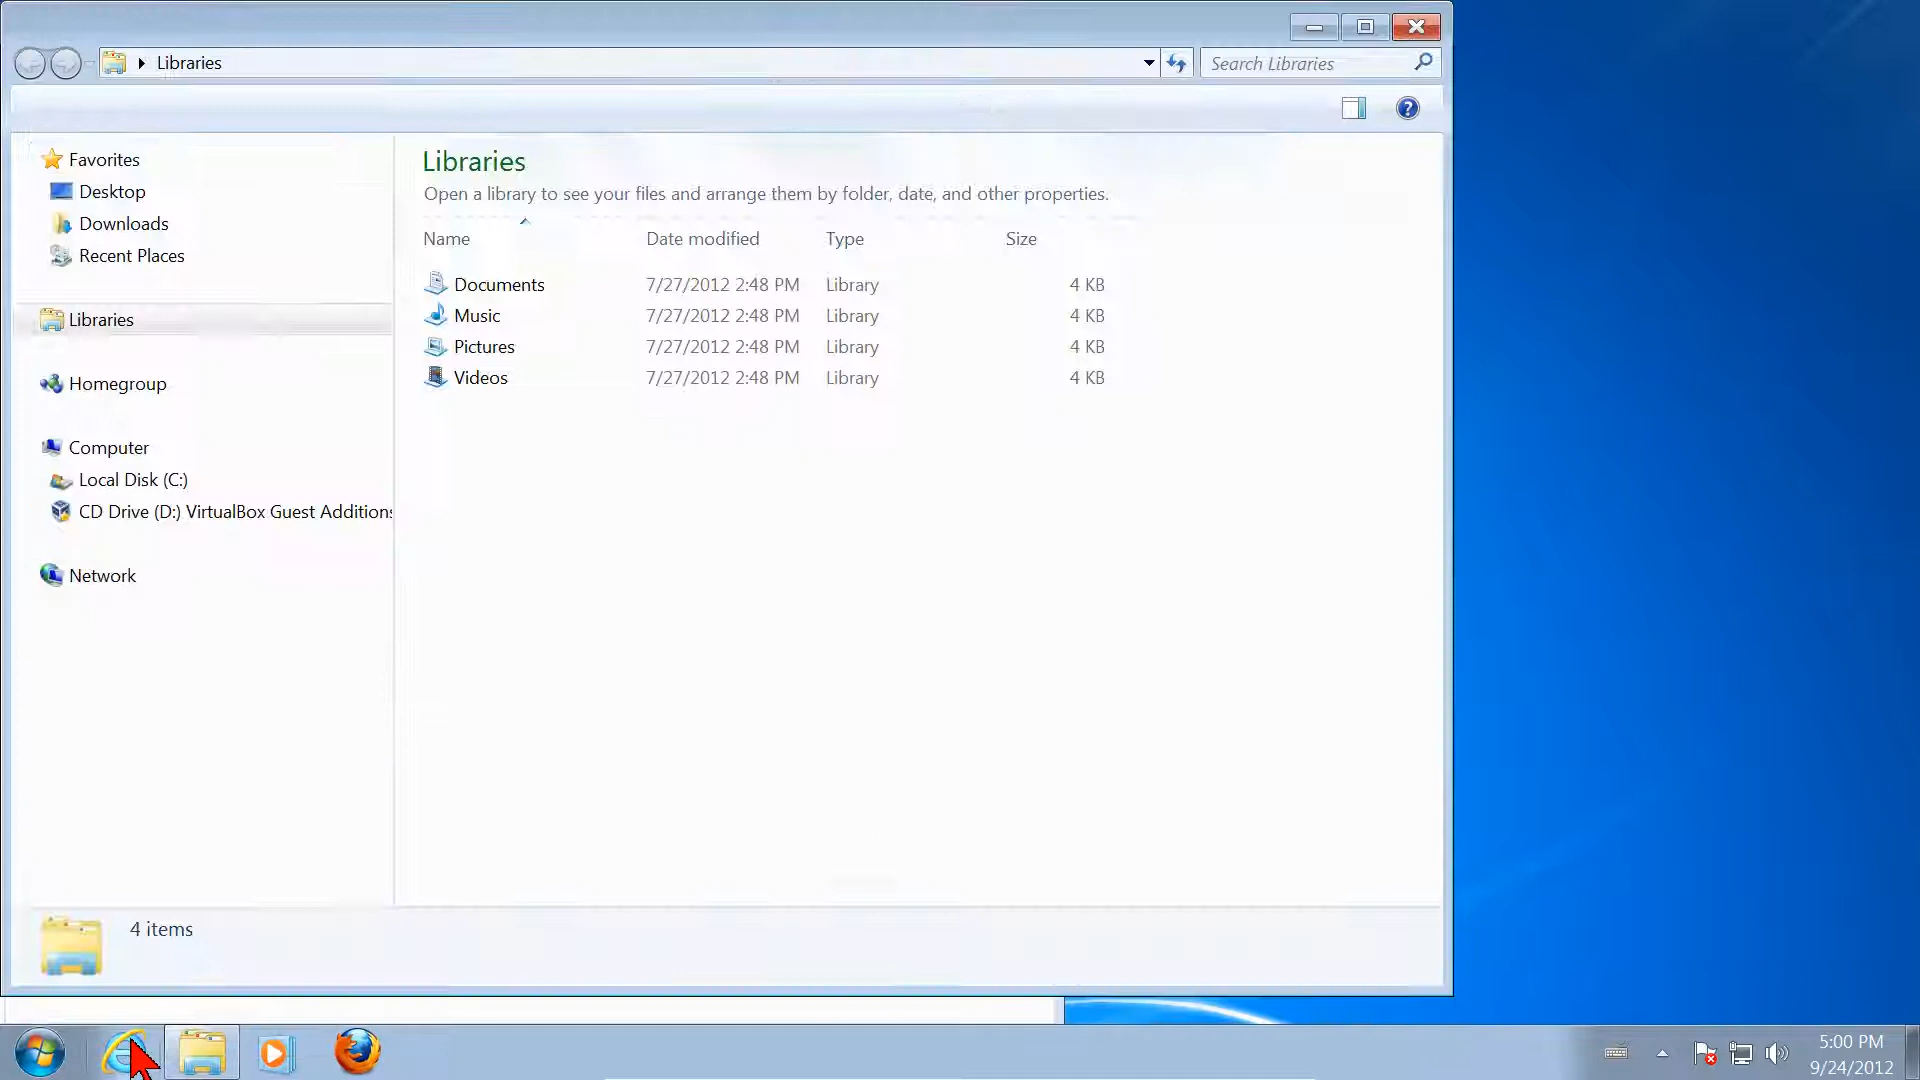 Libraries
Search Libraries
Favorites
Desktop
Downloads
Recent Places
Libraries
Homegroup
Computer
Local Disk (C:)
CD Drive (D:) VirtualBox Guest Additions
Network
Libraries
Open a library to see your files and arrange them by folder, date, and other properties.
Name Date modified Type Size
Documents 7/27/2012 2:48 PM Library 4 KB
Music 7/27/2012 2:48 PM Library 4 KB
Pictures 7/27/2012 2:48 PM Library 4 KB
Videos 7/27/2012 2:48 PM Library 4 KB
4 items
5:00 PM
9/24/2012